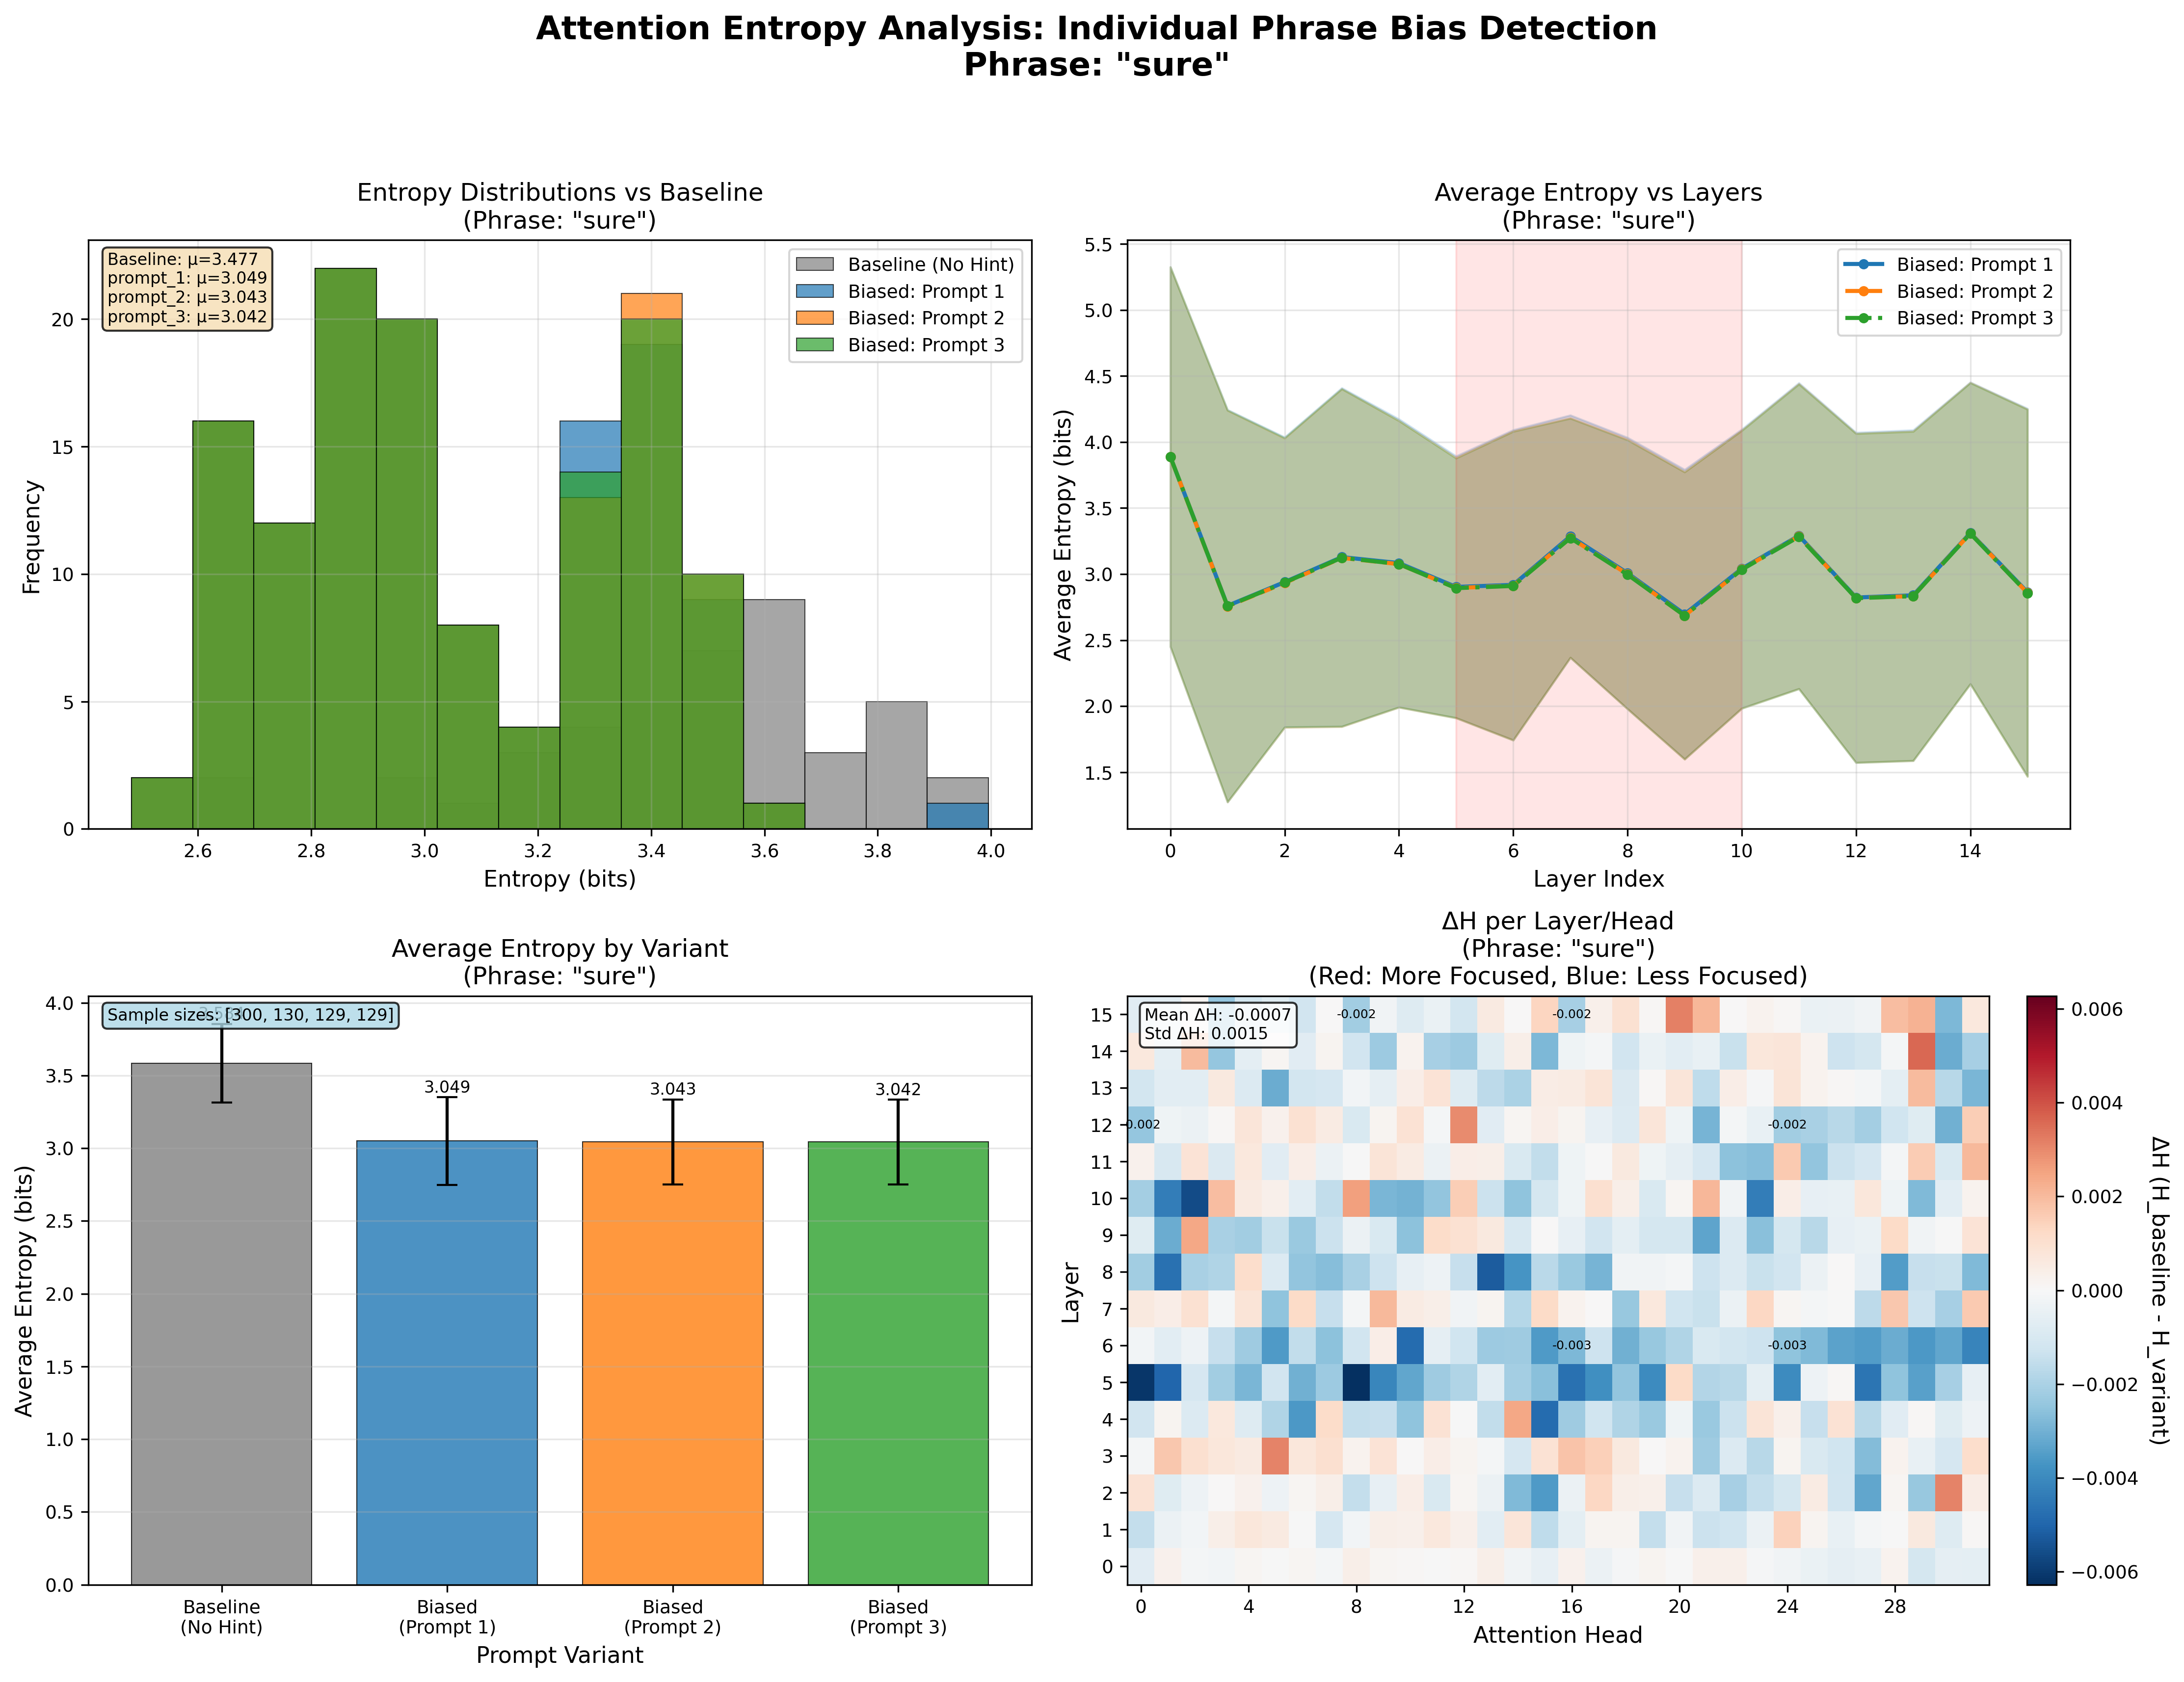 Attention Entropy Analysis: Individual Phrase Bias Detection
Phrase: "sure"
Entropy Distributions vs Baseline
(Phrase: "sure")
Baseline: μ=3.477
prompt_1: μ=3.049
prompt_2: μ=3.043
prompt_3: μ=3.042
Baseline (No Hint)
Biased: Prompt 1
Biased: Prompt 2
Biased: Prompt 3
Frequency
20
15
10
5
0
2.6 2.8 3.0 3.2 3.4 3.6 3.8 4.0
Entropy (bits)
Average Entropy vs Layers
(Phrase: "sure")
Biased: Prompt 1
Biased: Prompt 2
Biased: Prompt 3
Average Entropy (bits)
5.5
5.0
4.5
4.0
3.5
3.0
2.5
2.0
1.5
0 2 4 6 8 10 12 14
Layer Index
Average Entropy by Variant
(Phrase: "sure")
Sample sizes: [300, 130, 129, 129]
3.049
3.043
3.042
Average Entropy (bits)
4.0
3.5
3.0
2.5
2.0
1.5
1.0
0.5
0.0
Baseline
(No Hint)
Biased
(Prompt 1)
Biased
(Prompt 2)
Biased
(Prompt 3)
Prompt Variant
ΔH per Layer/Head
(Phrase: "sure")
(Red: More Focused, Blue: Less Focused)
Mean ΔH: -0.0007
Std ΔH: 0.0015
-0.002
-0.002
0.002
-0.002
-0.003
-0.003
Layer
15
14
13
12
11
10
9
8
7
6
5
4
3
2
1
0
0 4 8 12 16 20 24 28
Attention Head
0.006
0.004
0.002
0.000
−0.002
−0.004
−0.006
ΔH (H_baseline - H_variant)